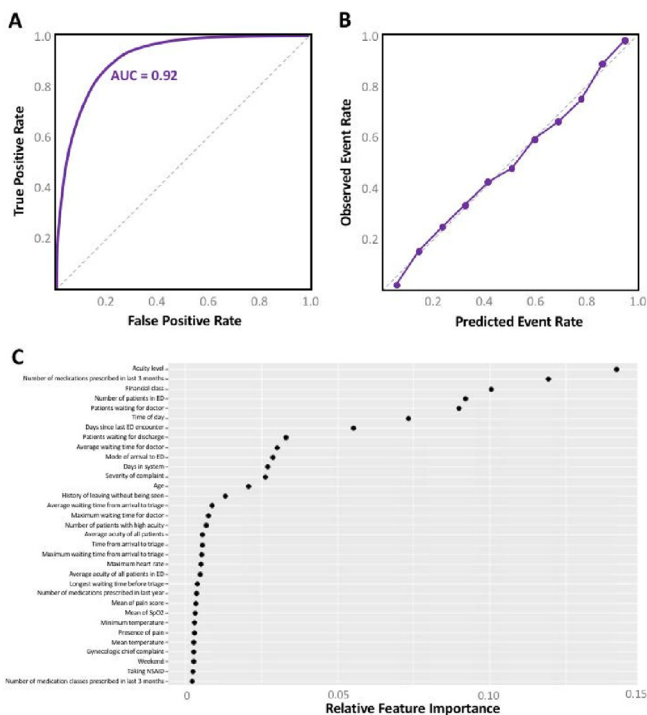 A
1.0
0.8
0.6
0.4
0.2
AUC = 0.92
True Positive Rate
0.2
0.4
0.6
0.8
1.0
False Positive Rate
B
1.0
0.8
0.6
0.4
0.2
Observed Event Rate
0.2
0.4
0.6
0.8
1.0
Predicted Event Rate
C
Acuity level
Number of medications prescribed in last 3 months
Financial class
Number of patients in ED
Patients waiting for doctor
Time of day
Days since last ED encounter
Patients waiting for discharge
Average waiting time for doctor
Mode of arrival to ED
Days in system
Severity of complaint
Age
History of leaving without being seen
Average waiting time from arrival to triage
Maximum waiting time for doctor
Number of patients with high acuity
Average acuity of all patients
Time from arrival to triage
Maximum waiting time from arrival to triage
Maximum heart rate
Average acuity of all patients in ED
Longest waiting time before triage
Number of medications prescribed in last year
Mean of pain score
Mean of SpO2
Minimum temperature
Presence of pain
Mean temperature
Gynecologic chief complaint
Weekend
Taking NSAID
Number of medication classes prescribed in last 3 months
0
0.05
0.10
0.15
Relative Feature Importance